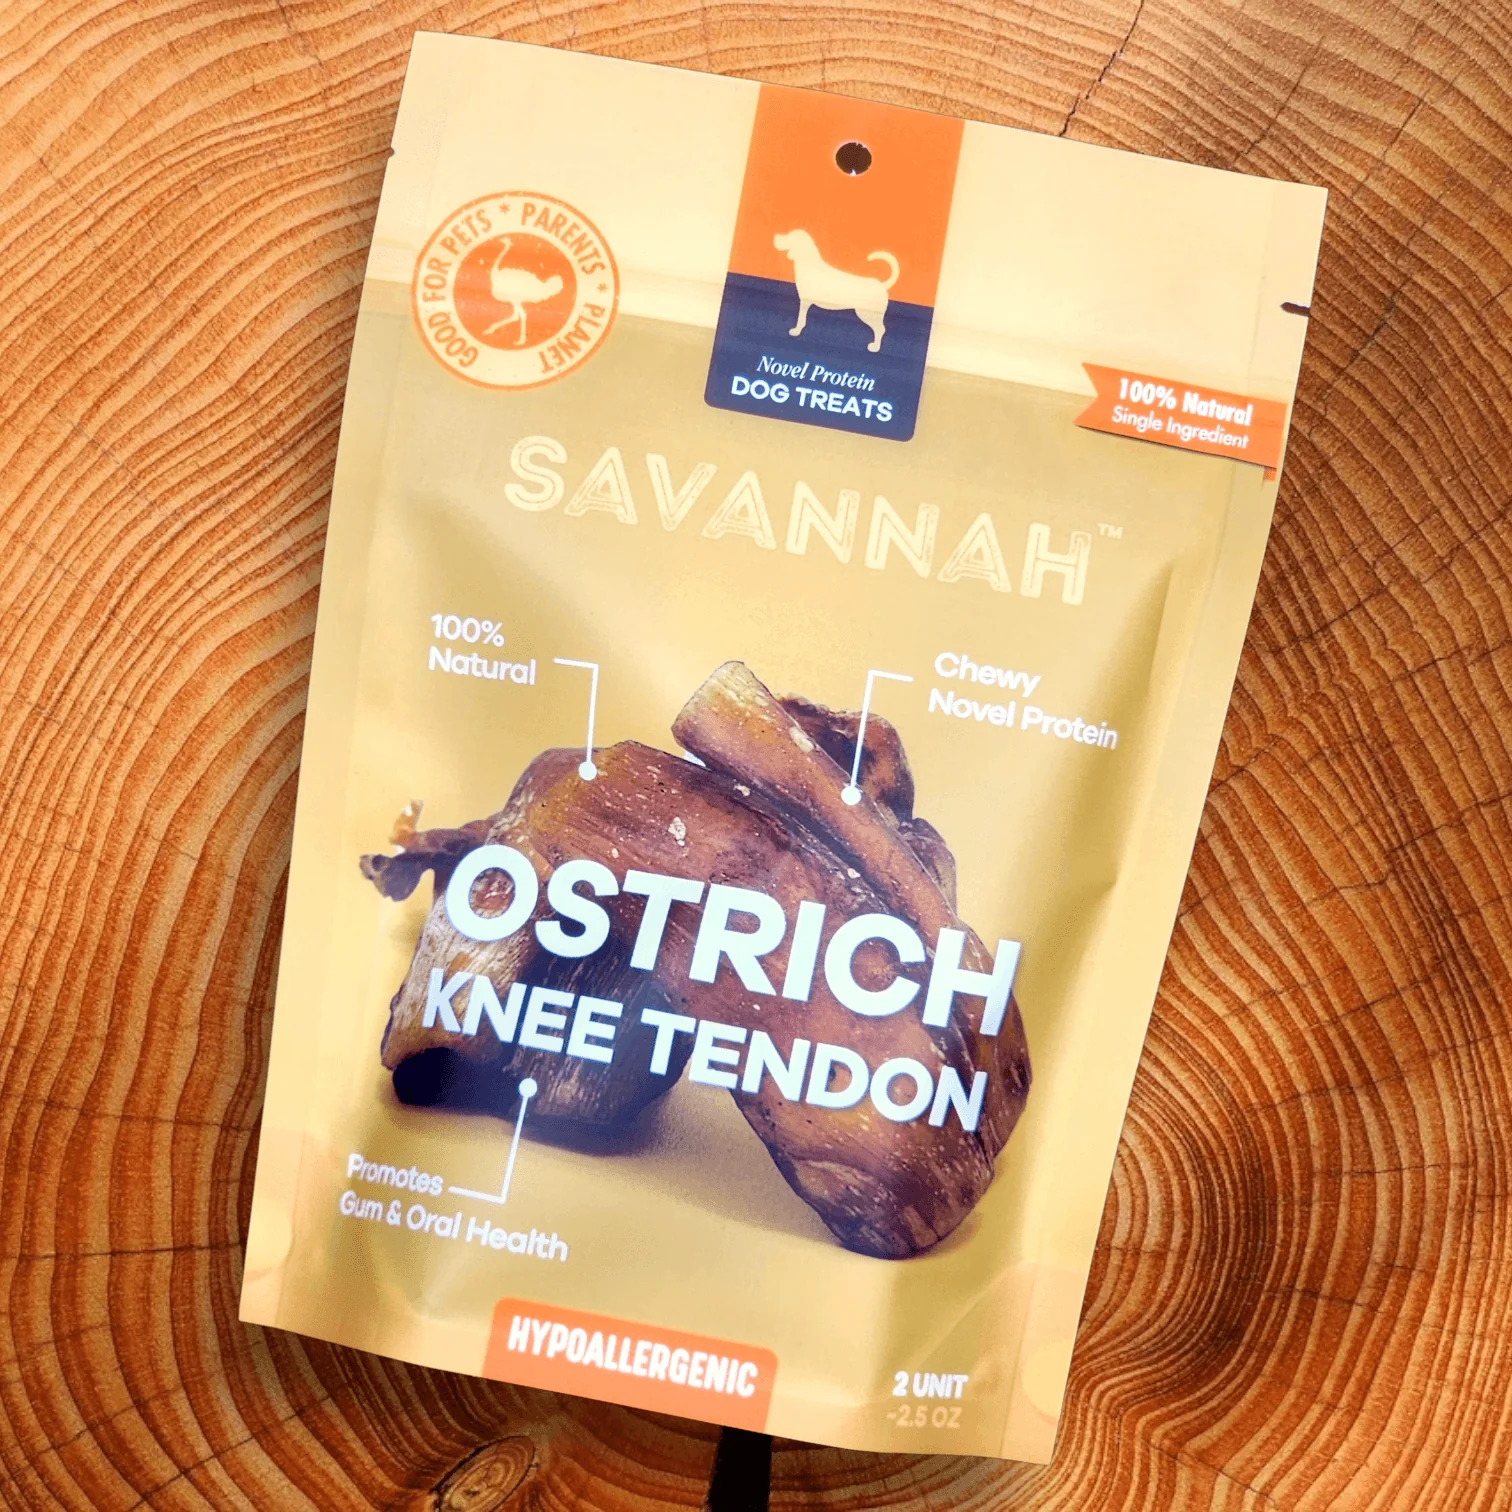 GOOD FOR PETS * PARENTS * PLANET
Novel Protein
DOG TREATS
100% Natural
Single Ingredient
SAVANNAH™
100%
Natural
Chewy
Novel Protein
OSTRICH
KNEE TENDON
Promotes
Gum & Oral Health
HYPOALLERGENIC
2 UNIT
~2.5 OZ